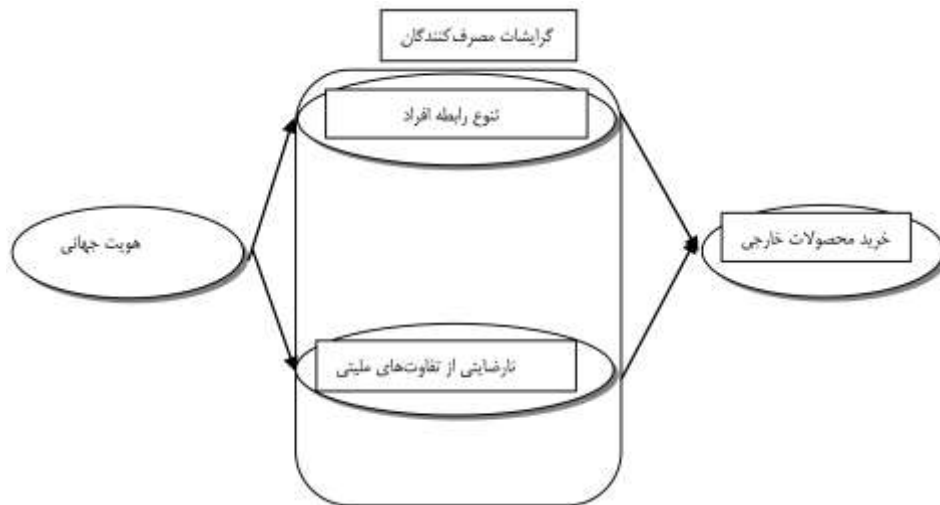 گرایشات مصرف‌کنندگان
تنوع رابطه افراد
هویت جهانی
خرید محصولات خارجی
نارضایتی از تفاوت‌های ملیتی